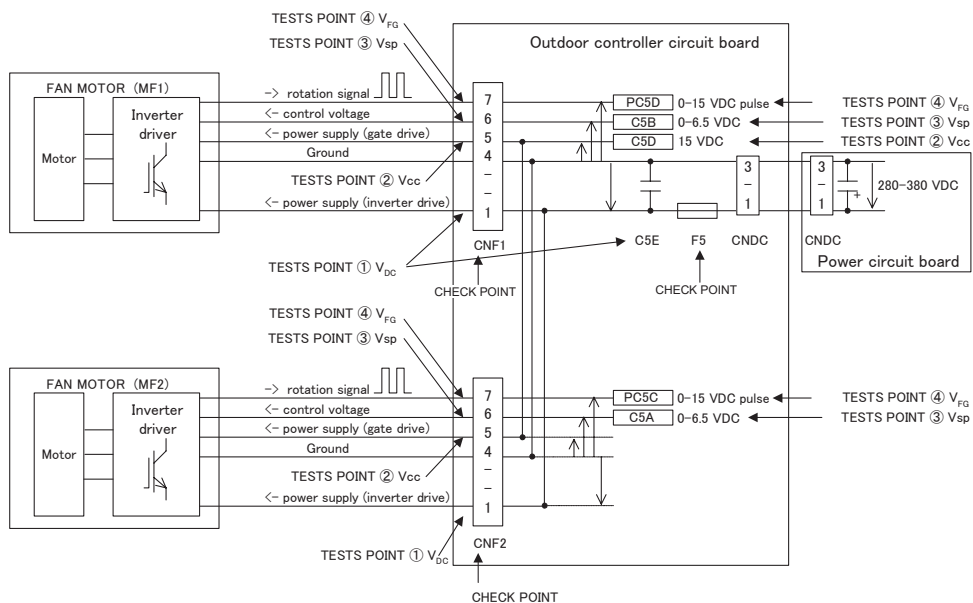 TESTS POINT ④ VFG
TESTS POINT ③ Vsp
Outdoor controller circuit board
FAN MOTOR (MF1)
Motor
Inverter
driver
-> rotation signal
<- control voltage
<- power supply (gate drive)
Ground
TESTS POINT ② Vcc
<- power supply (inverter drive)
7
6
5
4
-
-
1
PC5D 0-15 VDC pulse
C5B 0-6.5 VDC
C5D 15 VDC
TESTS POINT ④ VFG
TESTS POINT ③ Vsp
TESTS POINT ② Vcc
3
-
1
3
-
1
+
280-380 VDC
CNF1
C5E
F5
CNDC
CNDC
Power circuit board
TESTS POINT ① VDC
CHECK POINT
CHECK POINT
TESTS POINT ④ VFG
TESTS POINT ③ Vsp
FAN MOTOR (MF2)
Motor
Inverter
driver
-> rotation signal
<- control voltage
<- power supply (gate drive)
Ground
TESTS POINT ② Vcc
<- power supply (inverter drive)
7
6
5
4
-
-
1
PC5C 0-15 VDC pulse
C5A 0-6.5 VDC
TESTS POINT ④ VFG
TESTS POINT ③ Vsp
TESTS POINT ① VDC
CNF2
CHECK POINT